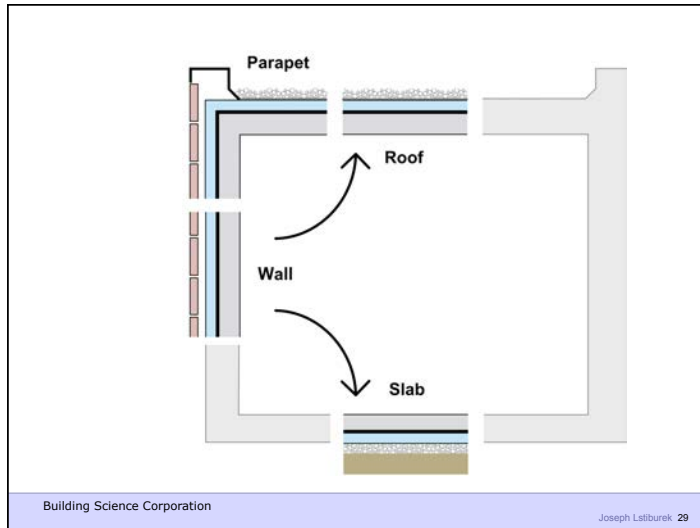 Parapet
Roof
Wall
Slab
Building Science Corporation
Joseph Lstiburek 29